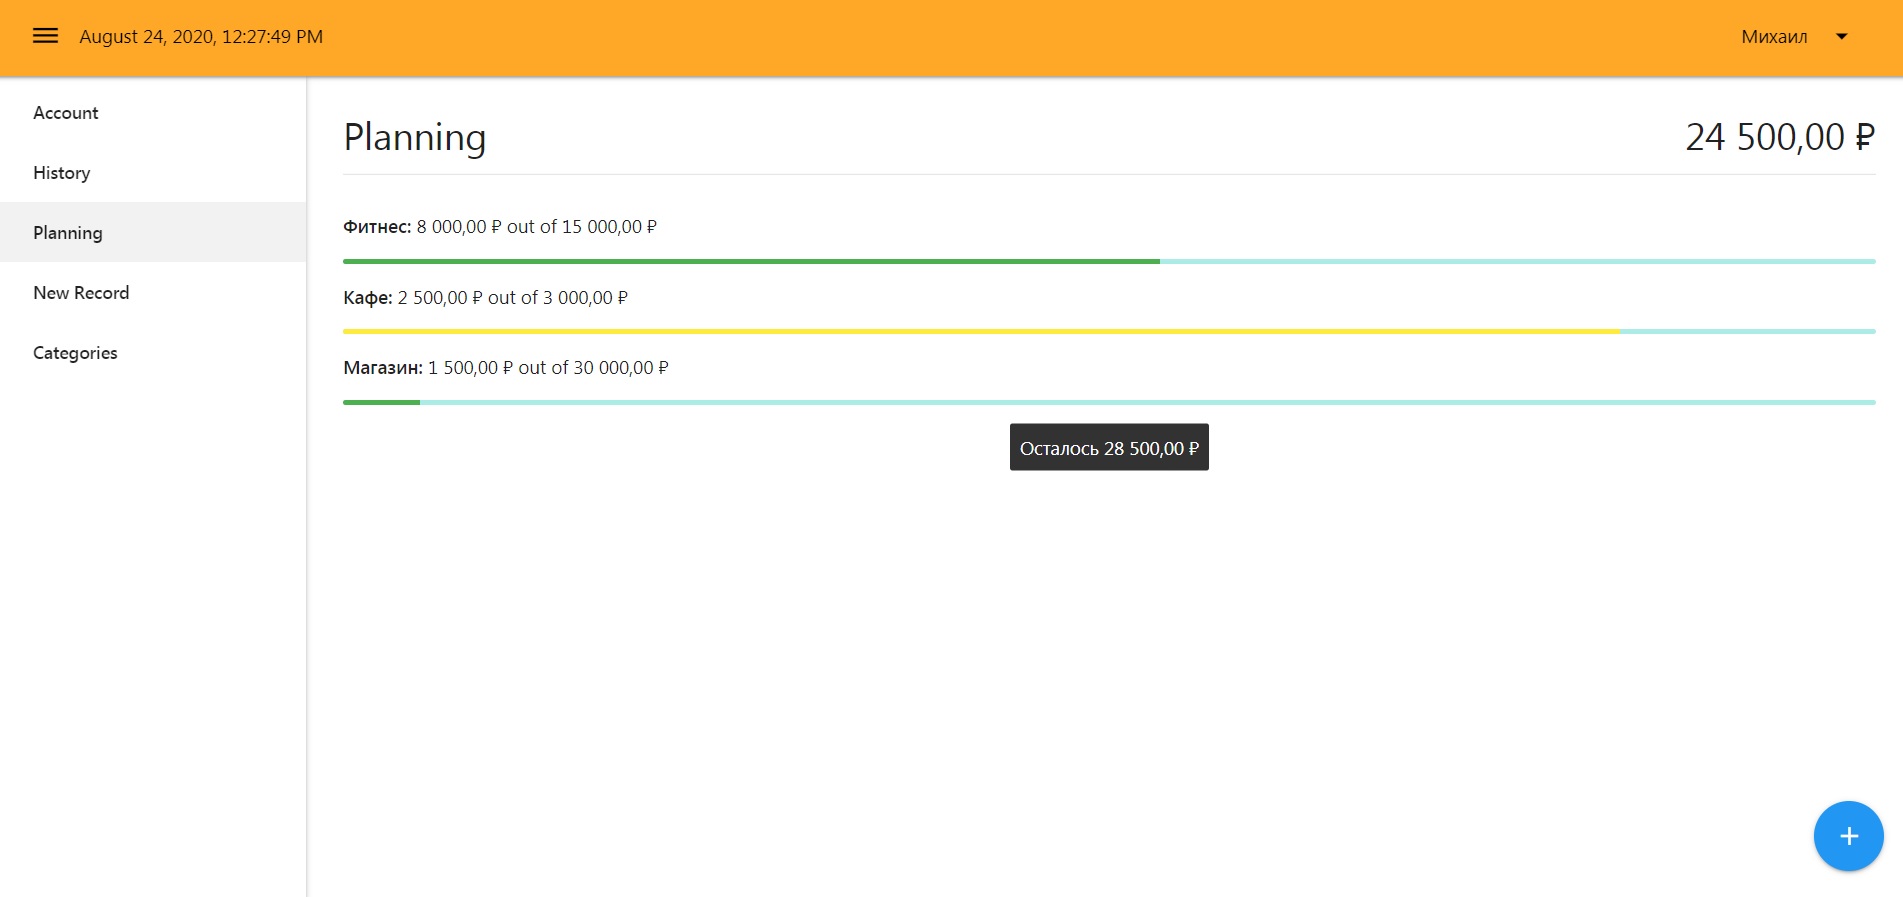 August 24, 2020, 12:27:49 PM
Михаил
Account
History
Planning
New Record
Categories
Planning
24 500,00 ₽
Фитнес: 8 000,00 ₽ out of 15 000,00 ₽
Кафе: 2 500,00 ₽ out of 3 000,00 ₽
Магазин: 1 500,00 ₽ out of 30 000,00 ₽
Осталось 28 500,00 ₽